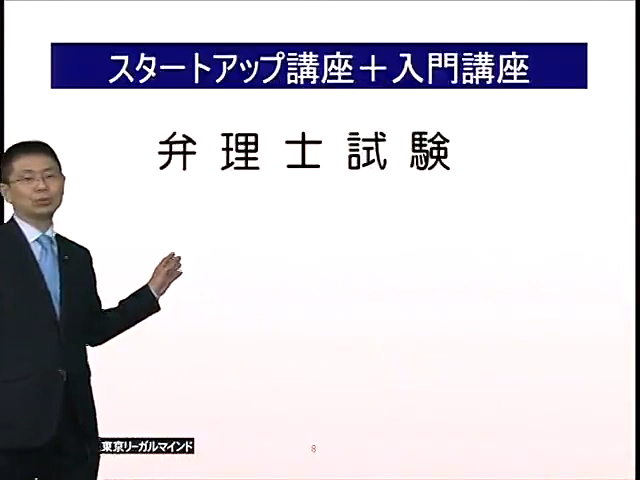 スタートアップ講座＋入門講座
弁理士試験
東京リーガルマインド
8